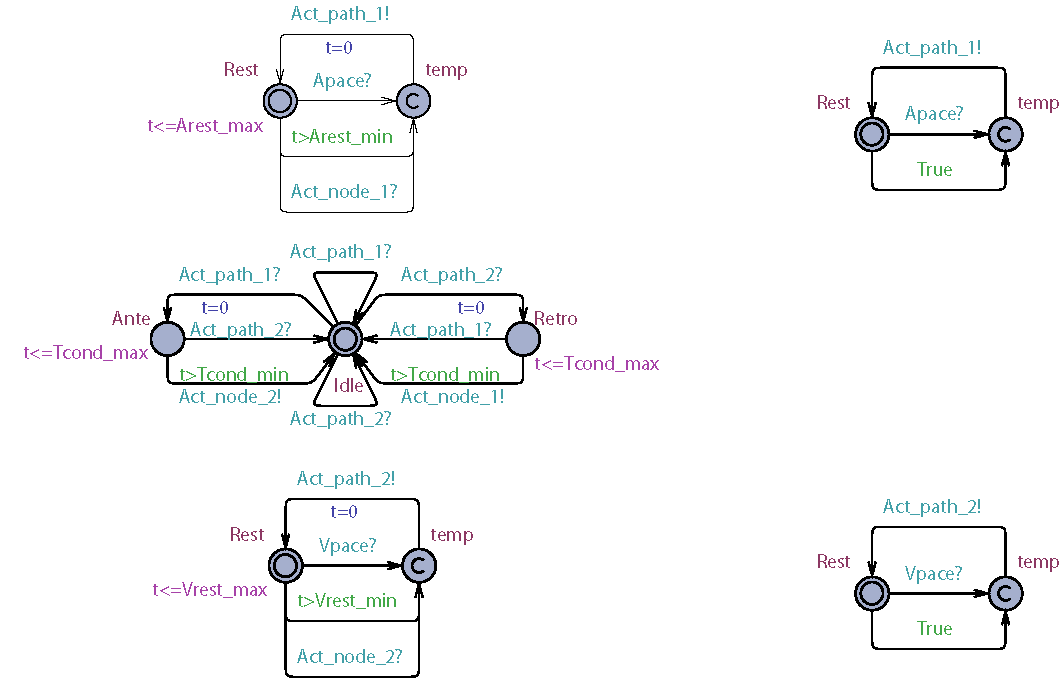 Act_path_1!
t=0
Rest
temp
Apace?
t<=Arest_max
t>Arest_min
Act_node_1?
Act_path_1!
Rest
temp
Apace?
C
C
True
Act_path_1?
Act_path_1?
Act_path_2?
t=0
t=0
Ante
Retro
Act_path_2?
Act_path_1?
t<=Tcond_max
t<=Tcond_max
t>Tcond_min
t>Tcond_min
Idle
Act_node_2!
Act_node_1!
Act_path_2?
Act_path_2!
t=0
Rest
temp
Vpace?
C
t<=Vrest_max
t>Vrest_min
Act_node_2?
Act_path_2!
Rest
temp
Vpace?
C
True